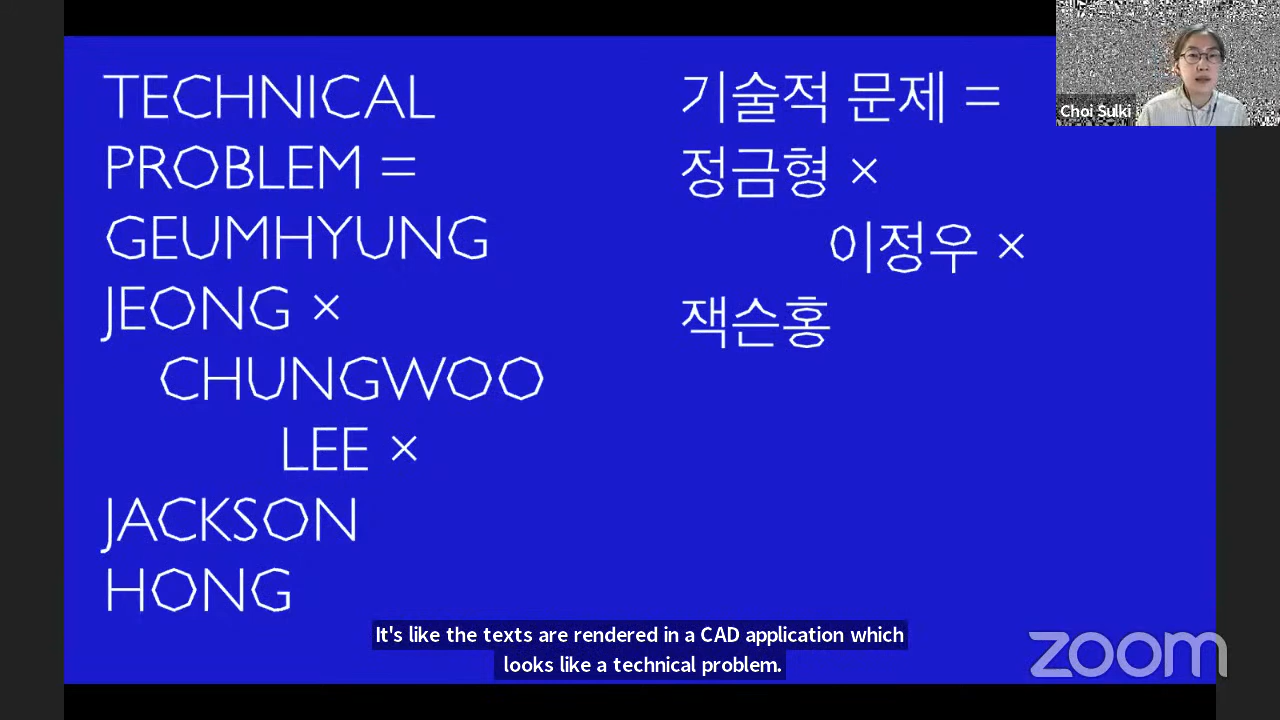 TECHNICAL
PROBLEM =
GEUMHYUNG
JEONG ×
CHUNGWOO
LEE ×
JACKSON
HONG
기술적 문제 =
정금형 ×
이정우 ×
잭슨홍
Choi Sulki
It's like the texts are rendered in a CAD application which
looks like a technical problem.
zoom